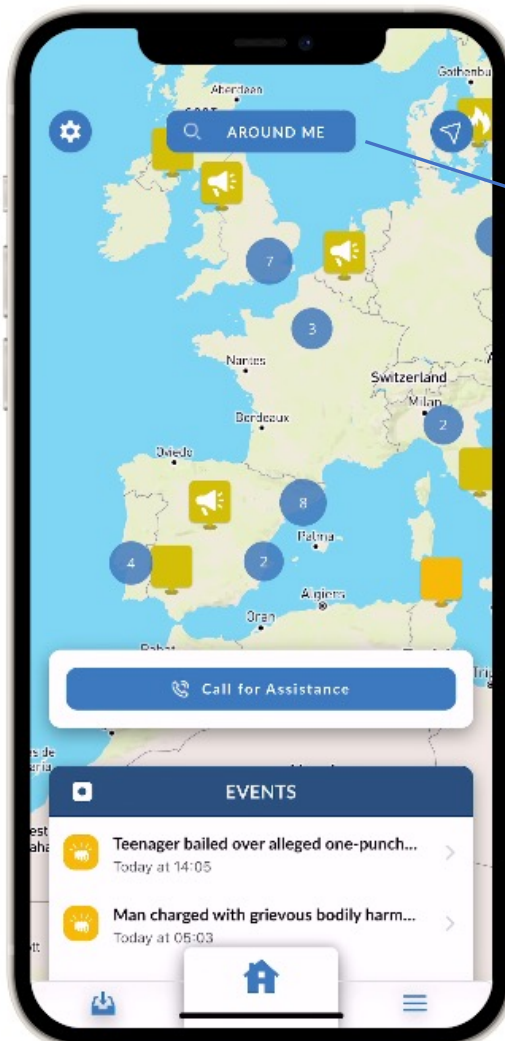 Aberdeen
Gothenbu
AROUND ME
7
3
Nantes
Switzerland
Milan
Bordeaux
2
Oviedo
8
Palma
4
2
Algiers
Oran
Rabat
Call for Assistance
EVENTS
Teenager bailed over alleged one-punch...
Today at 14:05
Man charged with grievous bodily harm...
Today at 05:03